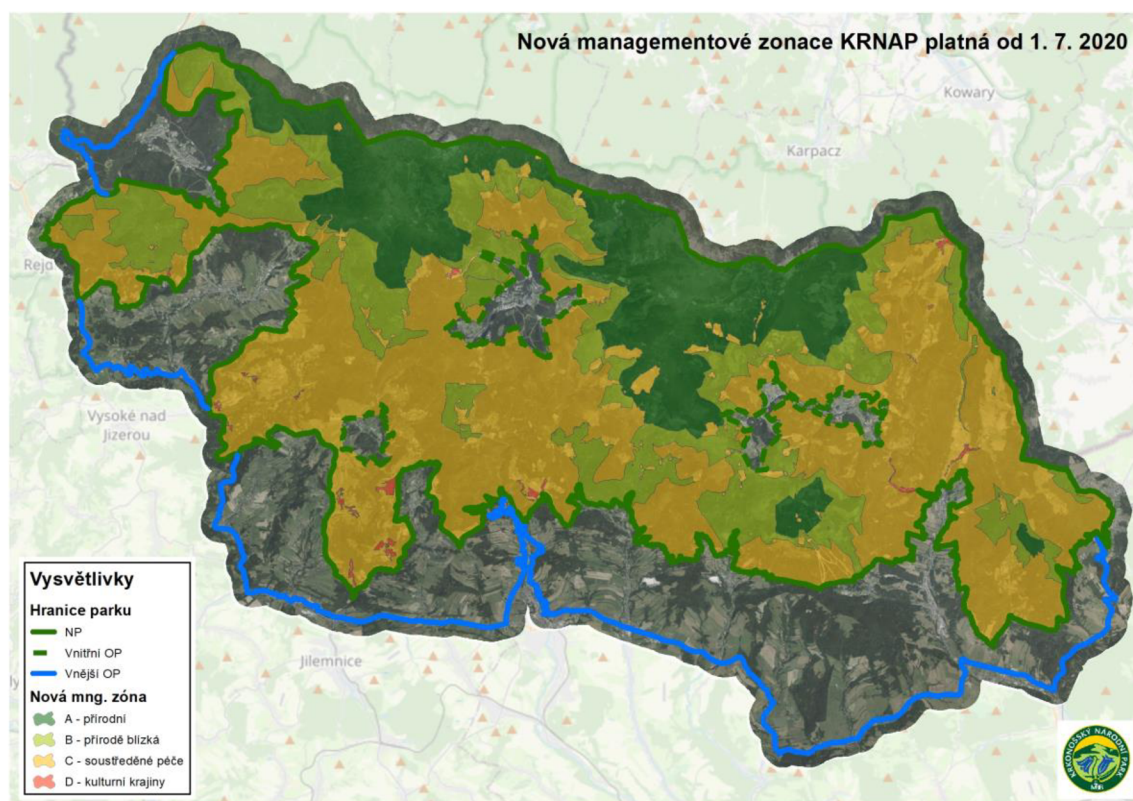 Nová managementové zonace KRNAP platná od 1. 7. 2020
Kowary
Karpacz
Rejd
Vysoké nad
Jizerou
Jilemnice
Vysvětlivky
Hranice parku
NP
Vnitřní OP
Vnější OP
Nová mng. zóna
A - přírodní
B - přírodě blízká
C - soustředěné péče
D - kulturní krajiny
KRKONOŠSKÝ NÁRODNÍ PARK